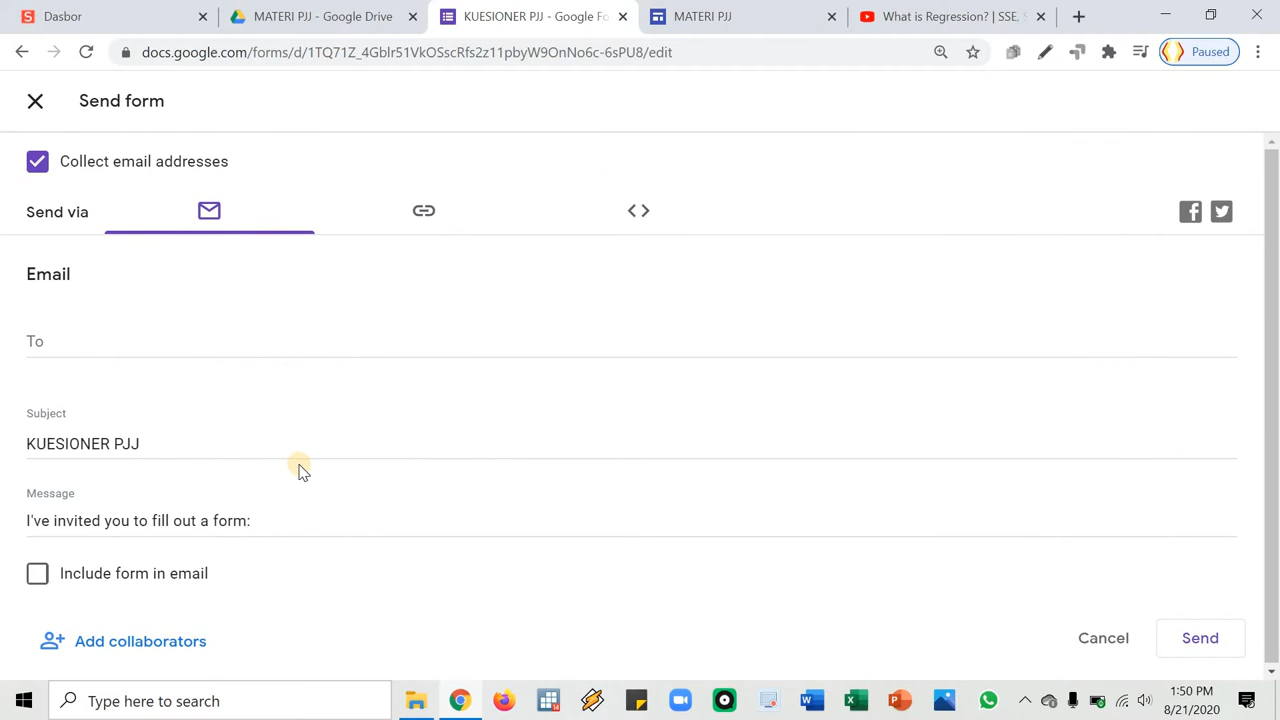 Dasbor
MATERI PJJ - Google Drive
KUESIONER PJJ - Google Fo
MATERI PJJ
What is Regression? | SSE, S
docs.google.com/forms/d/1TQ71Z_4Gblr51VkOSscRfs2z11pbyW9OnNo6c-6sPU8/edit
Paused
Send form
Collect email addresses
Send via
Email
To
Subject
KUESIONER PJJ
Message
I've invited you to fill out a form:
Include form in email
Add collaborators
Cancel
Send
Type here to search
1:50 PM
8/21/2020